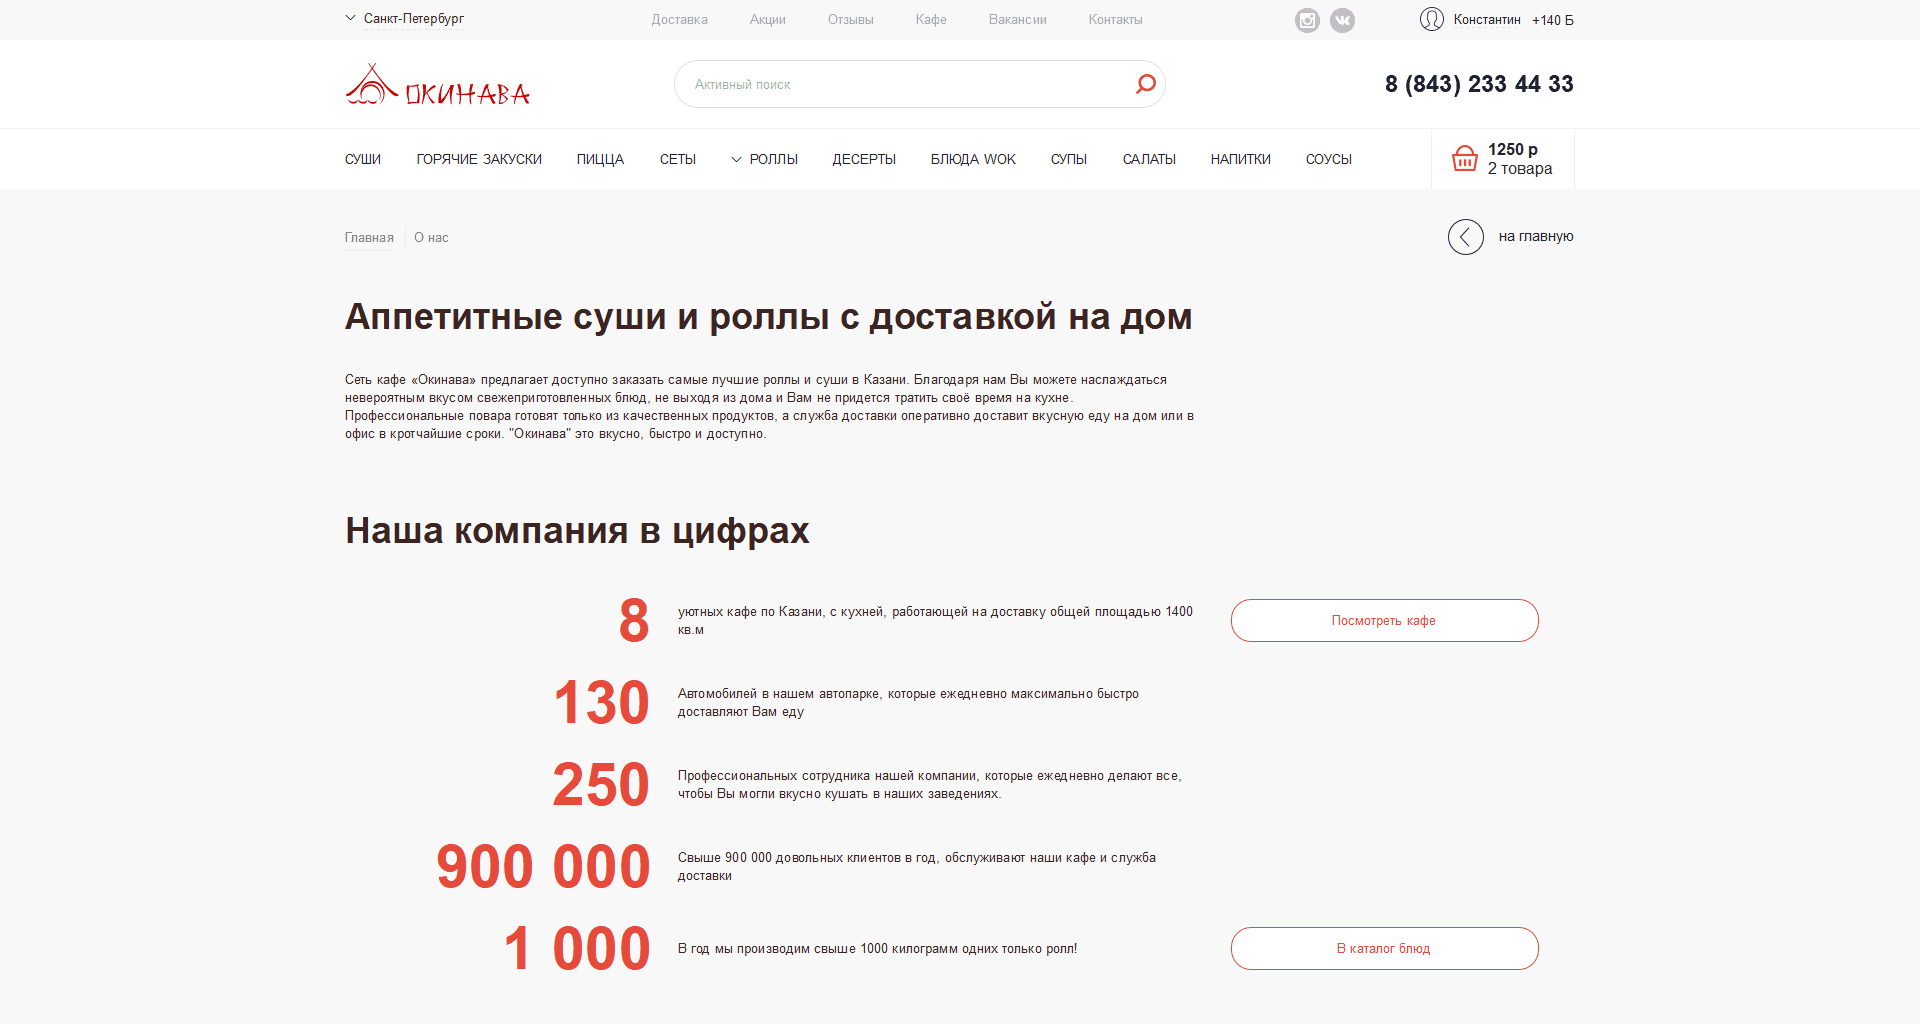 Санкт-Петербург
Доставка Акции Отзывы Кафе Вакансии Контакты
Константин +140 Б
ОКИНАВА
Активный поиск
8 (843) 233 44 33
СУШИ ГОРЯЧИЕ ЗАКУСКИ ПИЦЦА СЕТЫ РОЛЛЫ ДЕСЕРТЫ БЛЮДА WOK СУПЫ САЛАТЫ НАПИТКИ СОУСЫ
1250 р
2 товара
Главная О нас
на главную
Аппетитные суши и роллы с доставкой на дом
Сеть кафе «Окинава» предлагает доступно заказать самые лучшие роллы и суши в Казани. Благодаря нам Вы можете наслаждаться
невероятным вкусом свежеприготовленных блюд, не выходя из дома и Вам не придется тратить своё время на кухне.
Профессиональные повара готовят только из качественных продуктов, а служба доставки оперативно доставит вкусную еду на дом или в
офис в кротчайшие сроки. "Окинава" это вкусно, быстро и доступно.
Наша компания в цифрах
8
уютных кафе по Казани, с кухней, работающей на доставку общей площадью 1400
кв.м
Посмотреть кафе
130
Автомобилей в нашем автопарке, которые ежедневно максимально быстро
доставляют Вам еду
250
Профессиональных сотрудника нашей компании, которые ежедневно делают все,
чтобы Вы могли вкусно кушать в наших заведениях.
900 000
Свыше 900 000 довольных клиентов в год, обслуживают наши кафе и служба
доставки
1 000
В год мы производим свыше 1000 килограмм одних только ролл!
В каталог блюд